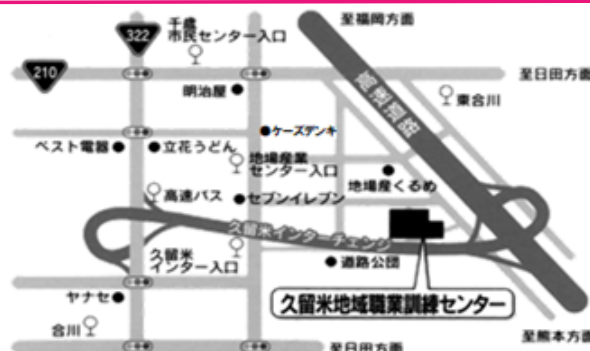 千歳
市民センター入口
至福岡方面
322
210
至日田方面
明治屋
東合川
ケーズデンキ
ベスト電器
立花うどん
地場産業
センター入口
地場産くるめ
高速バス
セブンイレブン
久留米インターチェンジ
久留米
インター入口
道路公団
ヤナセ
久留米地域職業訓練センター
合川
至日田方面
至熊本方面